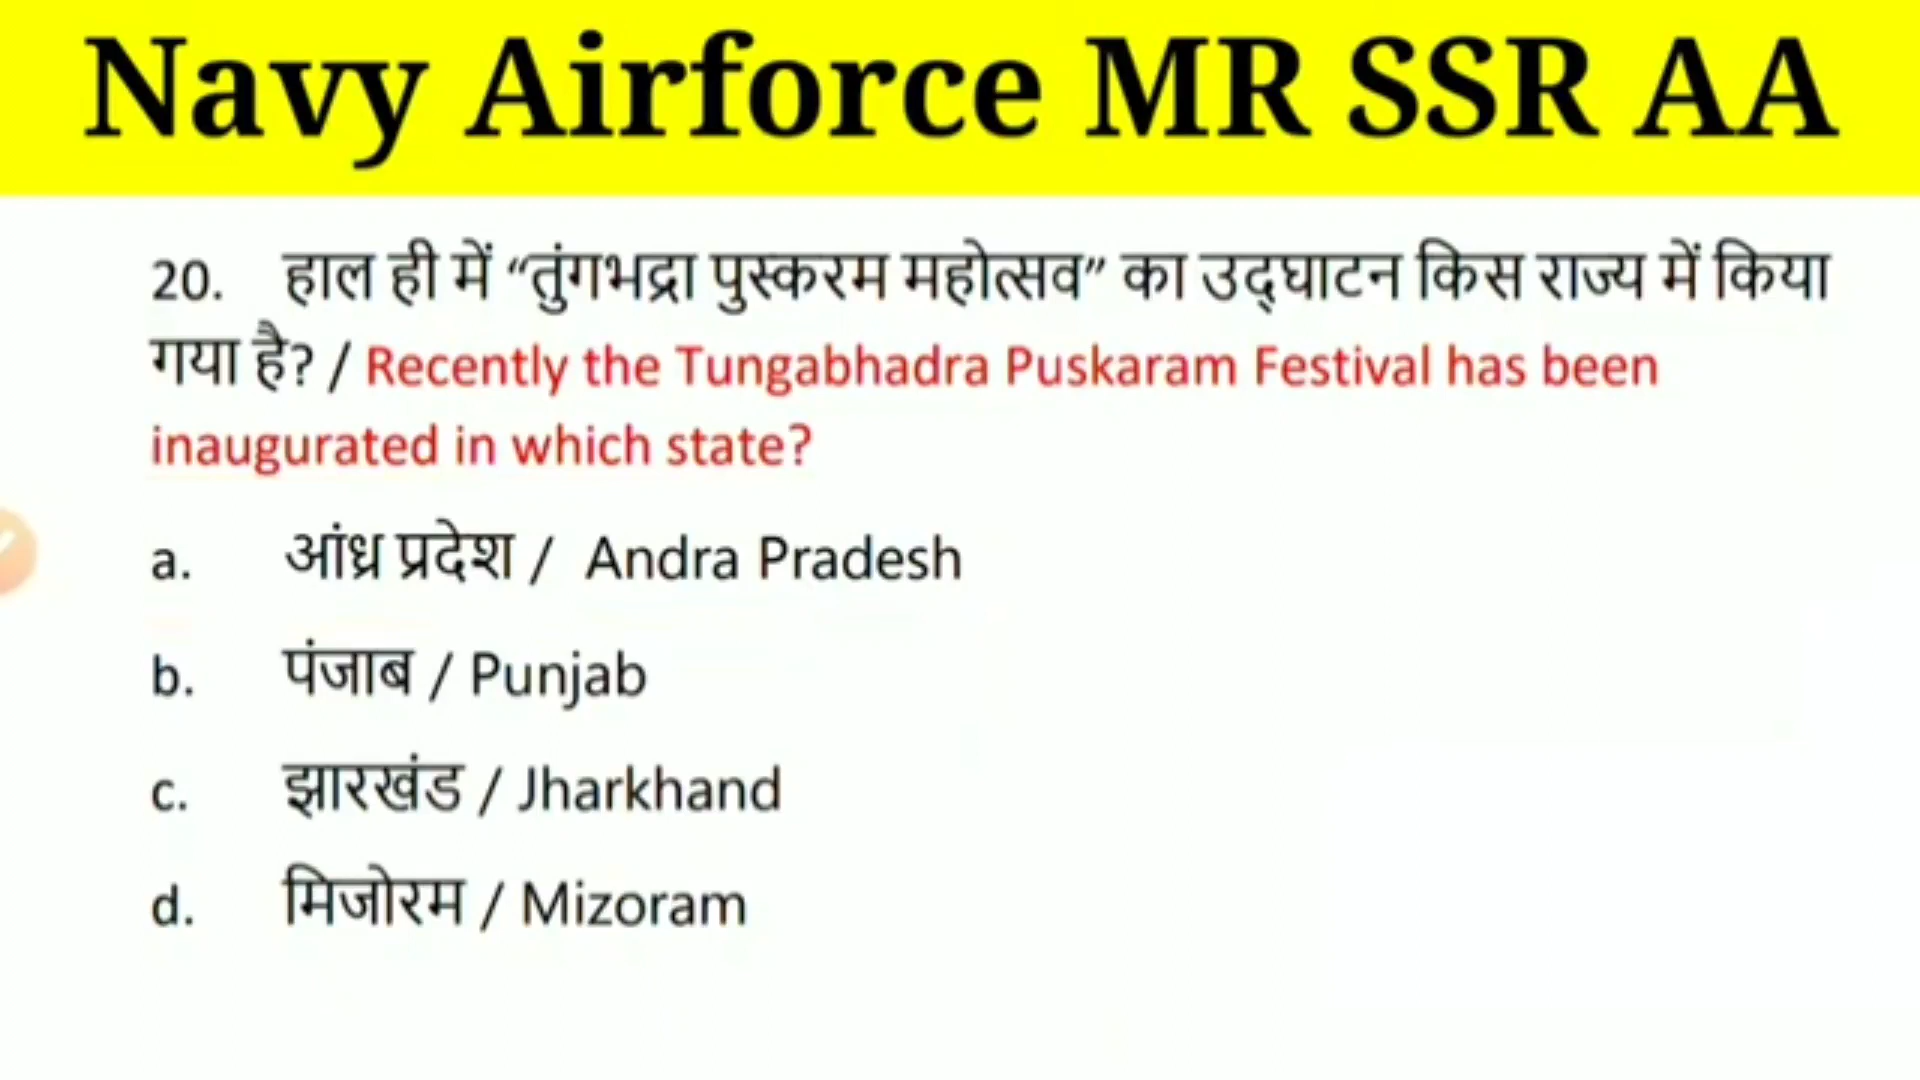 Navy Airforce MR SSR AA
20. हाल ही में “तुंगभद्रा पुस्करम महोत्सव” का उद्घाटन किस राज्य में किया
गया है? / Recently the Tungabhadra Puskaram Festival has been
inaugurated in which state?
a. आंध्र प्रदेश / Andra Pradesh
b. पंजाब / Punjab
c. झारखंड / Jharkhand
d. मिजोरम / Mizoram